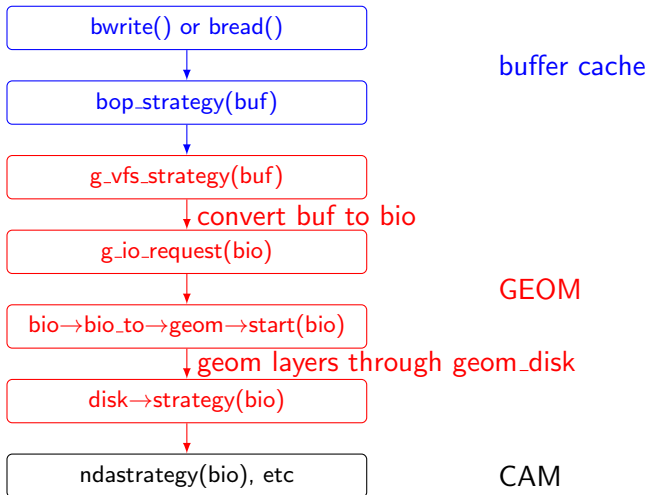 bwrite() or bread()
buffer cache
bop_strategy(buf)
g_vfs_strategy(buf)
convert buf to bio
g_io_request(bio)
GEOM
bio→bio_to→geom→start(bio)
geom layers through geom_disk
disk→strategy(bio)
ndastrategy(bio), etc
CAM